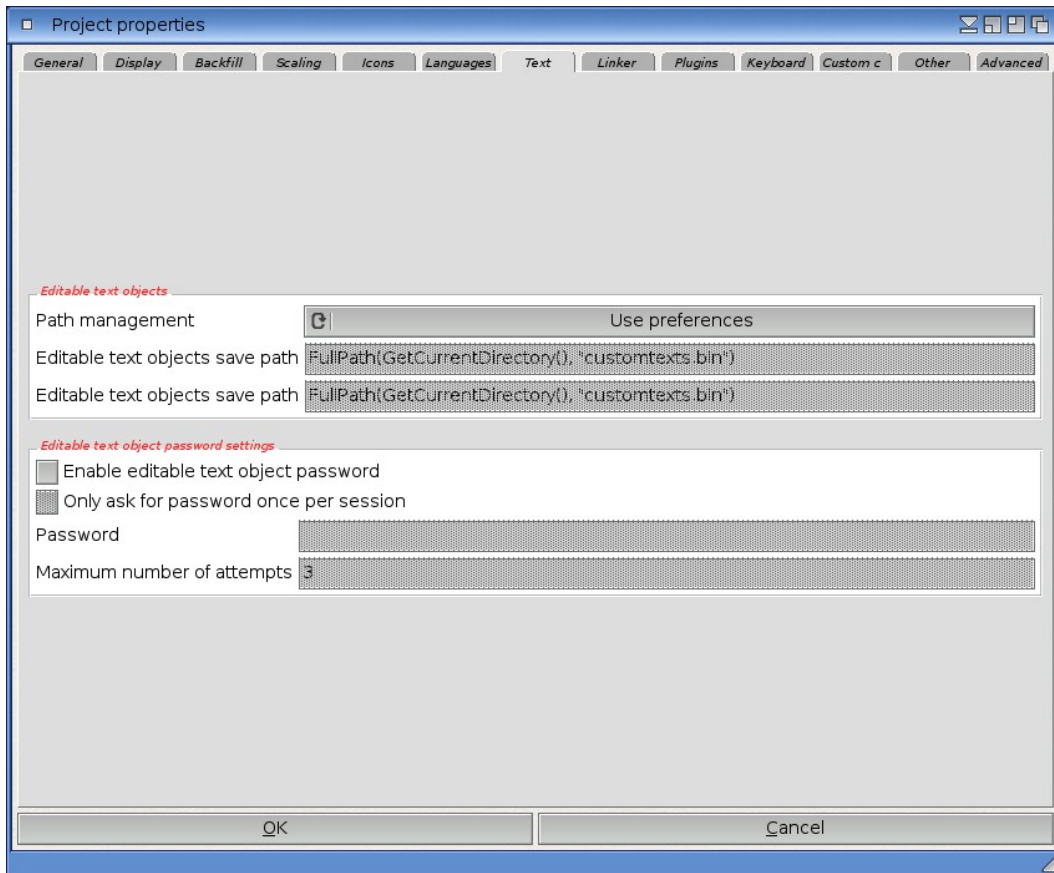 Project properties
General Display Backfill Scaling Icons Languages Text Linker Plugins Keyboard Custom c Other Advanced
Editable text objects
Path management Use preferences
Editable text objects save path FullPath(GetCurrentDirectory(), "customtexts.bin")
Editable text objects save path FullPath(GetCurrentDirectory(), "customtexts.bin")
Editable text object password settings
Enable editable text object password
Only ask for password once per session
Password
Maximum number of attempts 3
OK Cancel